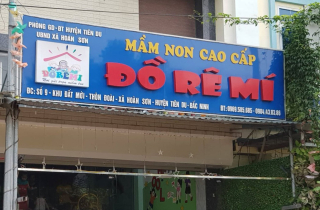 PHÒNG GD-ĐT HUYỆN TIÊN DU
UBND XÃ HOÀN SƠN
MẦM NON CAO CẤP
ĐỒ RÊ MÍ
ĐÔRÊMÍ
ĐC: SỐ 9 - KHU ĐẤT MỚI - THÔN ĐOÀI - XÃ HOÀN SƠN - HUYỆN TIÊN DU - BẮC NINH